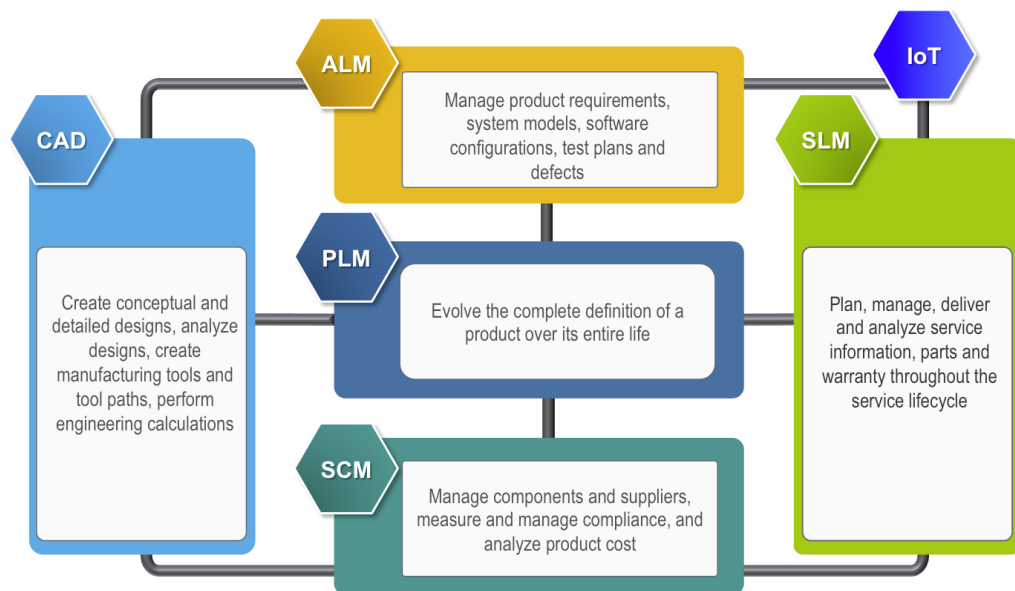 ALM
Manage product requirements,
system models, software
configurations, test plans and
defects
IoT
CAD
Create conceptual and
detailed designs, analyze
designs, create
manufacturing tools and
tool paths, perform
engineering calculations
PLM
Evolve the complete definition of a
product over its entire life
SLM
Plan, manage, deliver
and analyze service
information, parts and
warranty throughout the
service lifecycle
SCM
Manage components and suppliers,
measure and manage compliance, and
analyze product cost